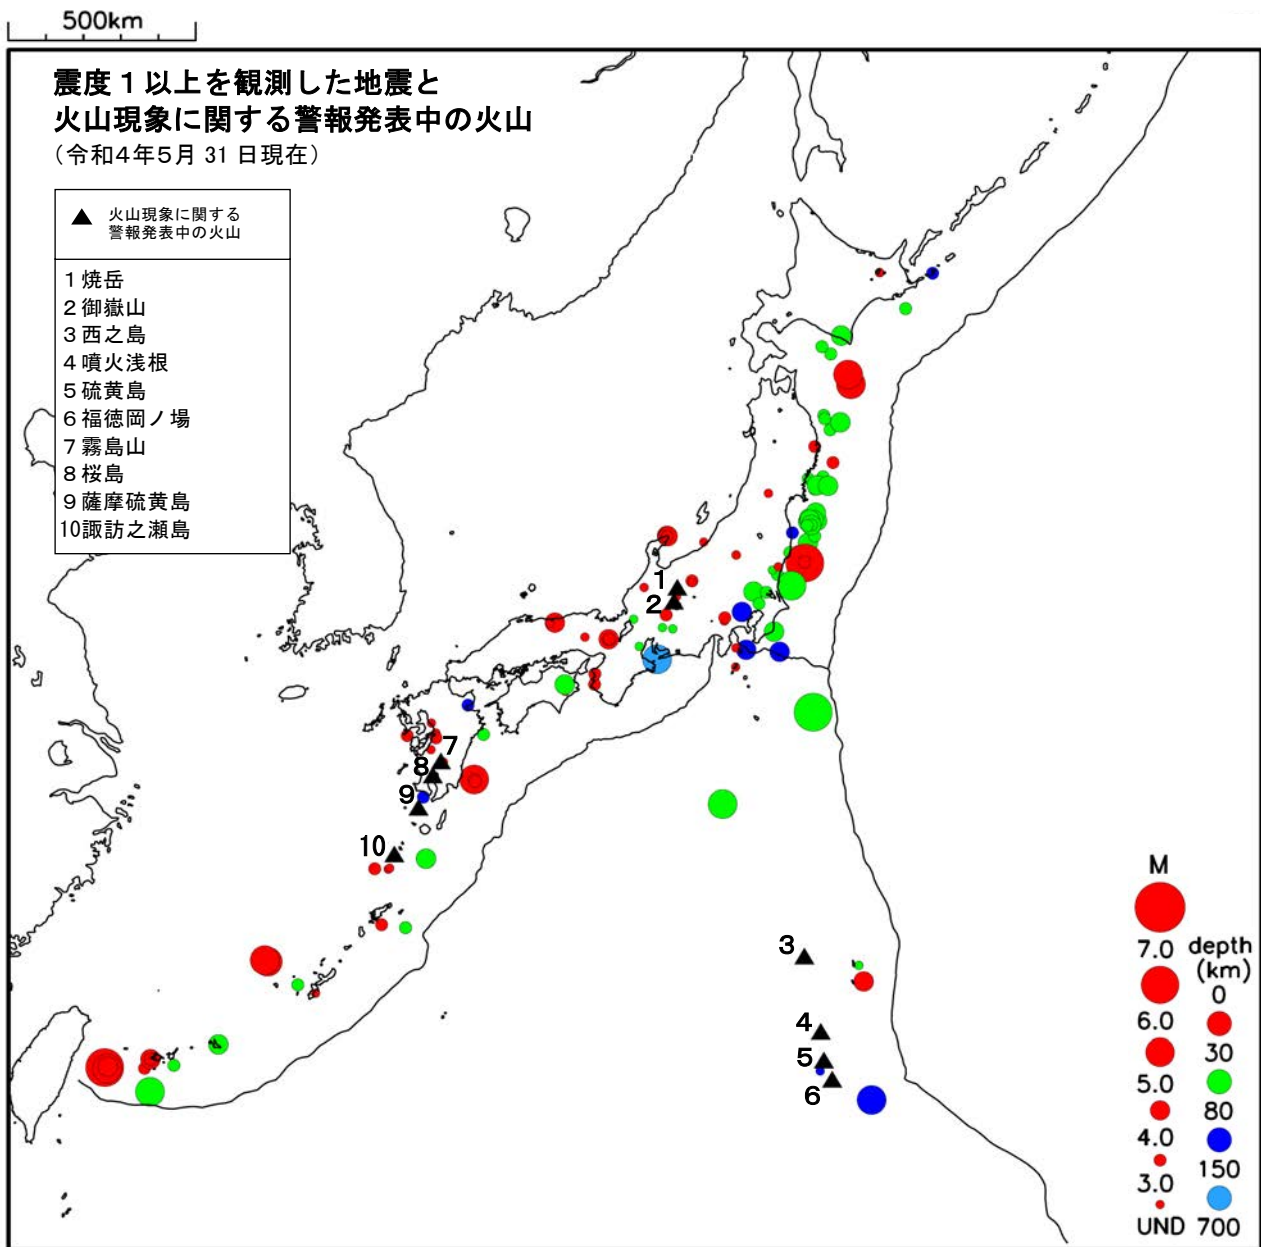 500km
震度１以上を観測した地震と
火山現象に関する警報発表中の火山
（令和４年５月 31 日現在）
▲ 火山現象に関する
警報発表中の火山
１焼岳
２御嶽山
３西之島
４噴火浅根
５硫黄島
６福徳岡ノ場
７霧島山
８桜島
９薩摩硫黄島
10諏訪之瀬島
1
2
7
8
9
10
3
4
5
6
M
7.0
6.0
5.0
4.0
3.0
UND
depth
(km)
0
30
80
150
700